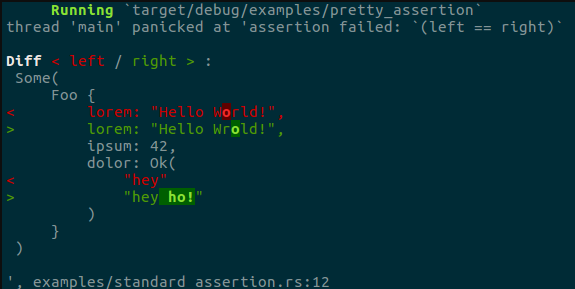 Running `target/debug/examples/pretty_assertion`
thread 'main' panicked at 'assertion failed: `(left == right)`

Diff < left / right > :
 Some(
     Foo {
<        lorem: "Hello World!",
>        lorem: "Hello Wrold!",
         ipsum: 42,
         dolor: Ok(
<            "hey"
>            "hey ho!"
         )
     }
 )

', examples/standard_assertion.rs:12